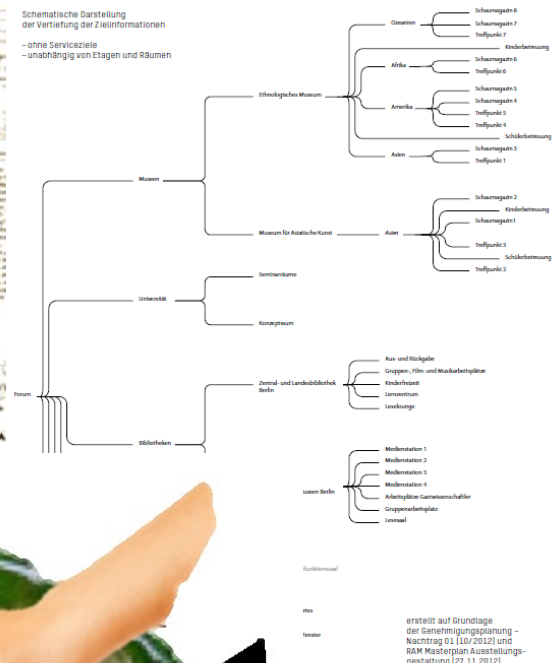 Schematische Darstellung
der Vertiefung der Zielinformationen
– ohne Serviceziele
– unabhängig von Etagen und Räumen
Forum
Museen
Ethnologisches Museum
Ozeanien
Schaumagazin 8
Schaumagazin 7
Treffpunkt 7
Kinderbetreuung
Afrika
Schaumagazin 6
Treffpunkt 6
Amerika
Schaumagazin 5
Schaumagazin 4
Treffpunkt 5
Treffpunkt 4
Schülerbetreuung
Asien
Schaumagazin 3
Treffpunkt 1
Museum für Asiatische Kunst
Asien
Schaumagazin 2
Kinderbetreuung
Schaumagazin1
Treffpunkt 3
Schülerbetreuung
Treffpunkt 2
Universität
Seminarräume
Konzeptraum
Bibliotheken
Zentral- und Landesbibliothek
Berlin
Aus- und Rückgabe
Gruppen-, Film- und Musikarbeitsplätze
Kinderfreizeit
Lernzentrum
Leselounge
useen Berlin
Medienstation 1
Medienstation 2
Medienstation 3
Medienstation 4
Arbeitsplätze Gastwissenschaftler
Gruppenarbeitsplatz
Lesesaal
funktionssaal
erstellt auf Grundlage
der Genehmigungsplanung –
Nachtrag 01 (10/2012) und
RAM Masterplan Ausstellungs-
gestaltung (27.11.2012)